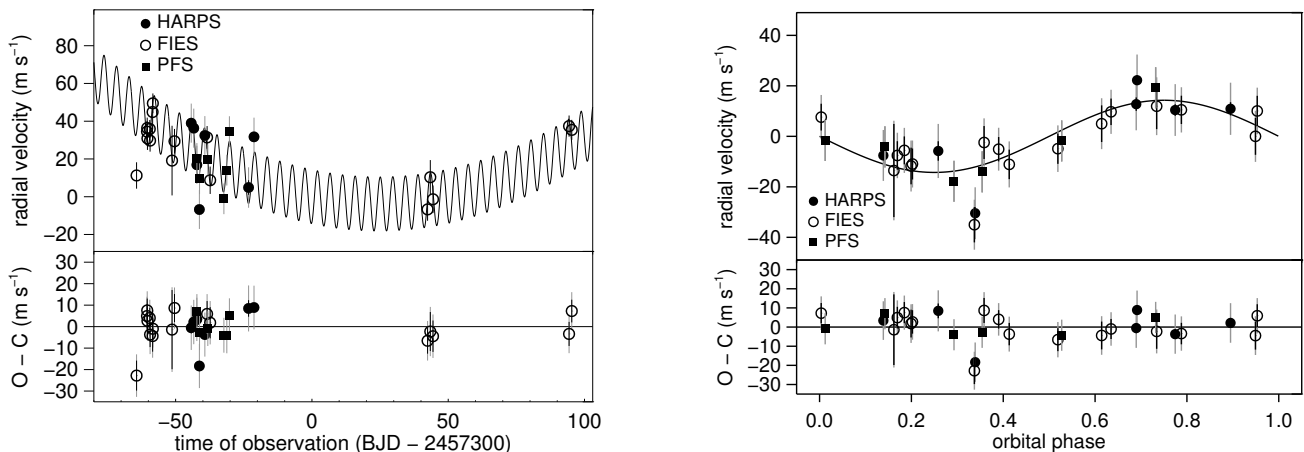 HARPS
FIES
PFS
radial velocity (m s⁻¹)
80
60
40
20
0
−20
O − C (m s⁻¹)
30
20
10
0
−10
−20
−30
−50
0
50
100
time of observation (BJD − 2457300)
radial velocity (m s⁻¹)
40
20
0
−20
−40
HARPS
FIES
PFS
O − C (m s⁻¹)
30
20
10
0
−10
−20
−30
0.0
0.2
0.4
0.6
0.8
1.0
orbital phase